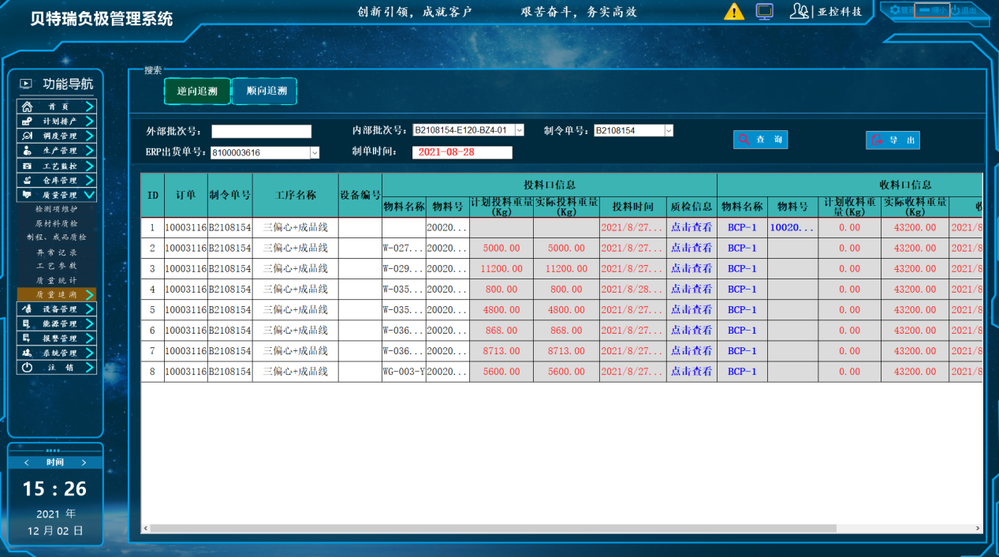 贝特瑞负极管理系统
创新引领，成就客户 艰苦奋斗，务实高效
亚控科技 管理 缩小 退出
功能导航
首 页
计划排产
调度管理
生产管理
工艺监控
仓库管理
质量管理
检测项维护
原材料质检
制程、成品质检
异常记录
工艺参数
质量统计
质量追溯
设备管理
能源管理
报警管理
系统管理
注 销
< 时间 >
15 : 26
2021 年
12 月 02 日
搜索
逆向追溯 顺向追溯
外部批次号： 内部批次号： B2108154-E120-BZ4-01 制令单号： B2108154 查 询 导 出
ERP出货单号： 8100003616 制单时间： 2021-08-28
投料口信息 收料口信息
ID 订单 制令单号 工序名称 设备编号 物料名称 物料号 计划投料重量(Kg) 实际投料重量(Kg) 投料时间 质检信息 物料名称 物料号 计划收料重量(Kg) 实际收料重量(Kg) 收
1 10003116 B2108154 三偏心+成品线 20020... 2021/8/27... 点击查看 BCP-1 10020... 0.00 43200.00 2021/8
2 10003116 B2108154 三偏心+成品线 W-027... 20020... 5000.00 5000.00 2021/8/27... 点击查看 BCP-1 0.00 43200.00 2021/8
3 10003116 B2108154 三偏心+成品线 W-029... 20020... 11200.00 11200.00 2021/8/27... 点击查看 BCP-1 0.00 43200.00 2021/8
4 10003116 B2108154 三偏心+成品线 W-035... 20020... 800.00 800.00 2021/8/28... 点击查看 BCP-1 0.00 43200.00 2021/8
5 10003116 B2108154 三偏心+成品线 W-035... 20020... 4800.00 4800.00 2021/8/27... 点击查看 BCP-1 0.00 43200.00 2021/8
6 10003116 B2108154 三偏心+成品线 W-036... 20020... 868.00 868.00 2021/8/27... 点击查看 BCP-1 0.00 43200.00 2021/8
7 10003116 B2108154 三偏心+成品线 W-036... 20020... 8713.00 8713.00 2021/8/27... 点击查看 BCP-1 0.00 43200.00 2021/8
8 10003116 B2108154 三偏心+成品线 WG-003-Y 20020... 5600.00 5600.00 2021/8/27... 点击查看 BCP-1 0.00 43200.00 2021/8